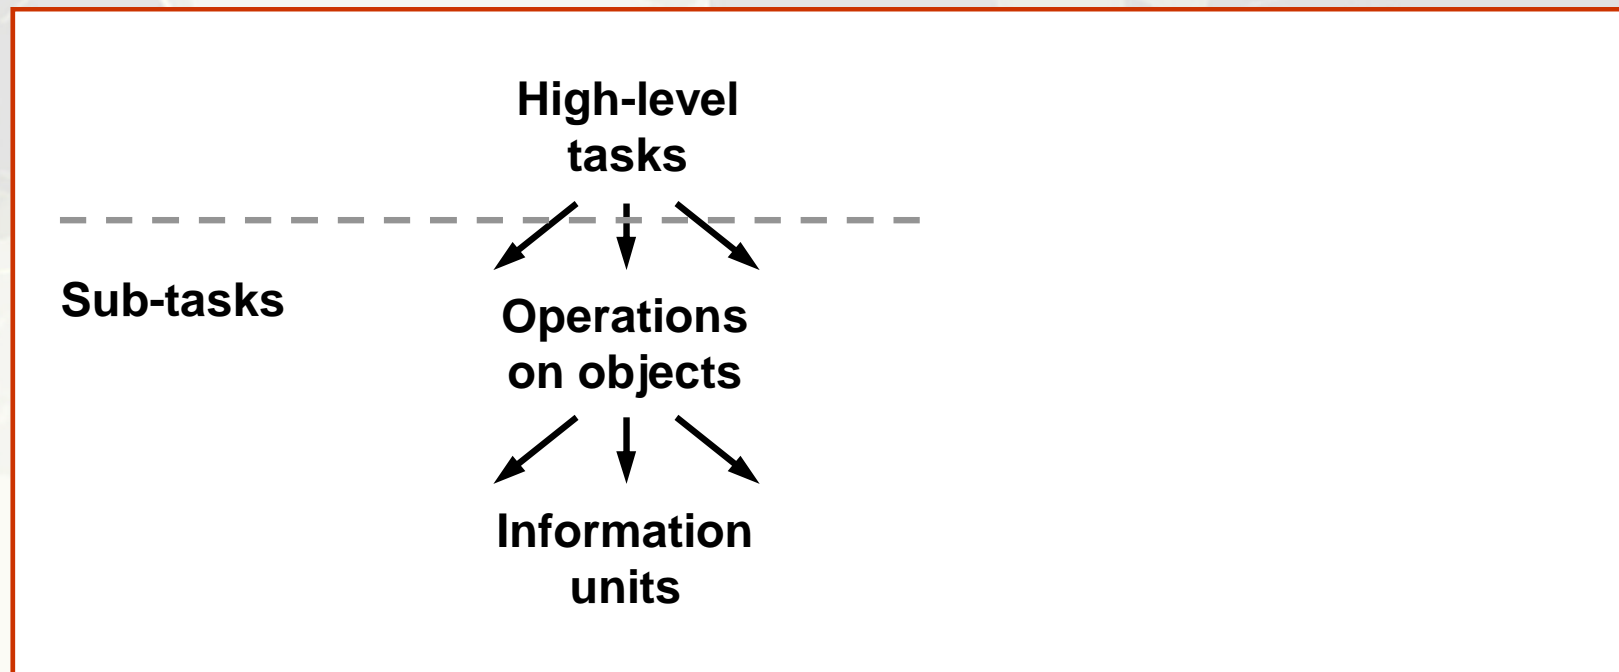 High-level
tasks
Sub-tasks
Operations
on objects
Information
units